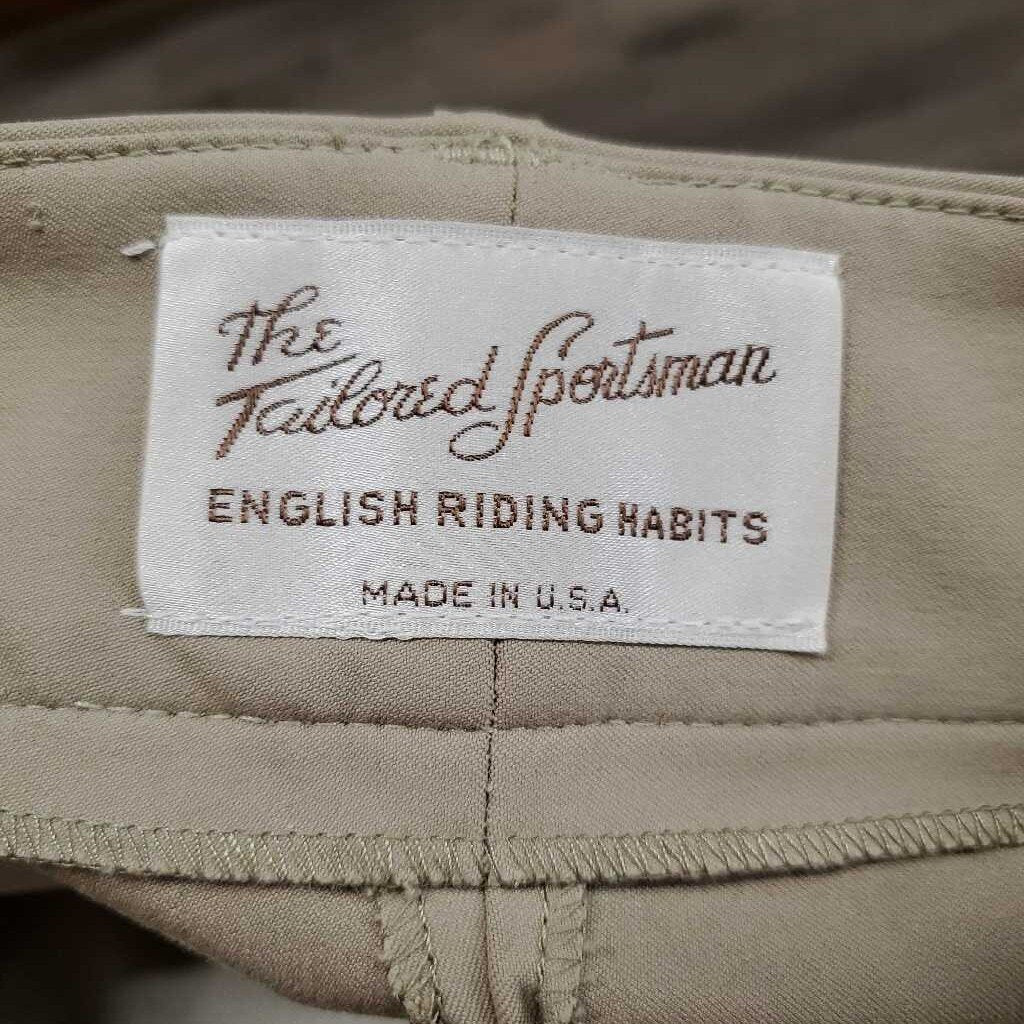 The
Tailored Sportsman
ENGLISH RIDING HABITS
MADE IN U.S.A.